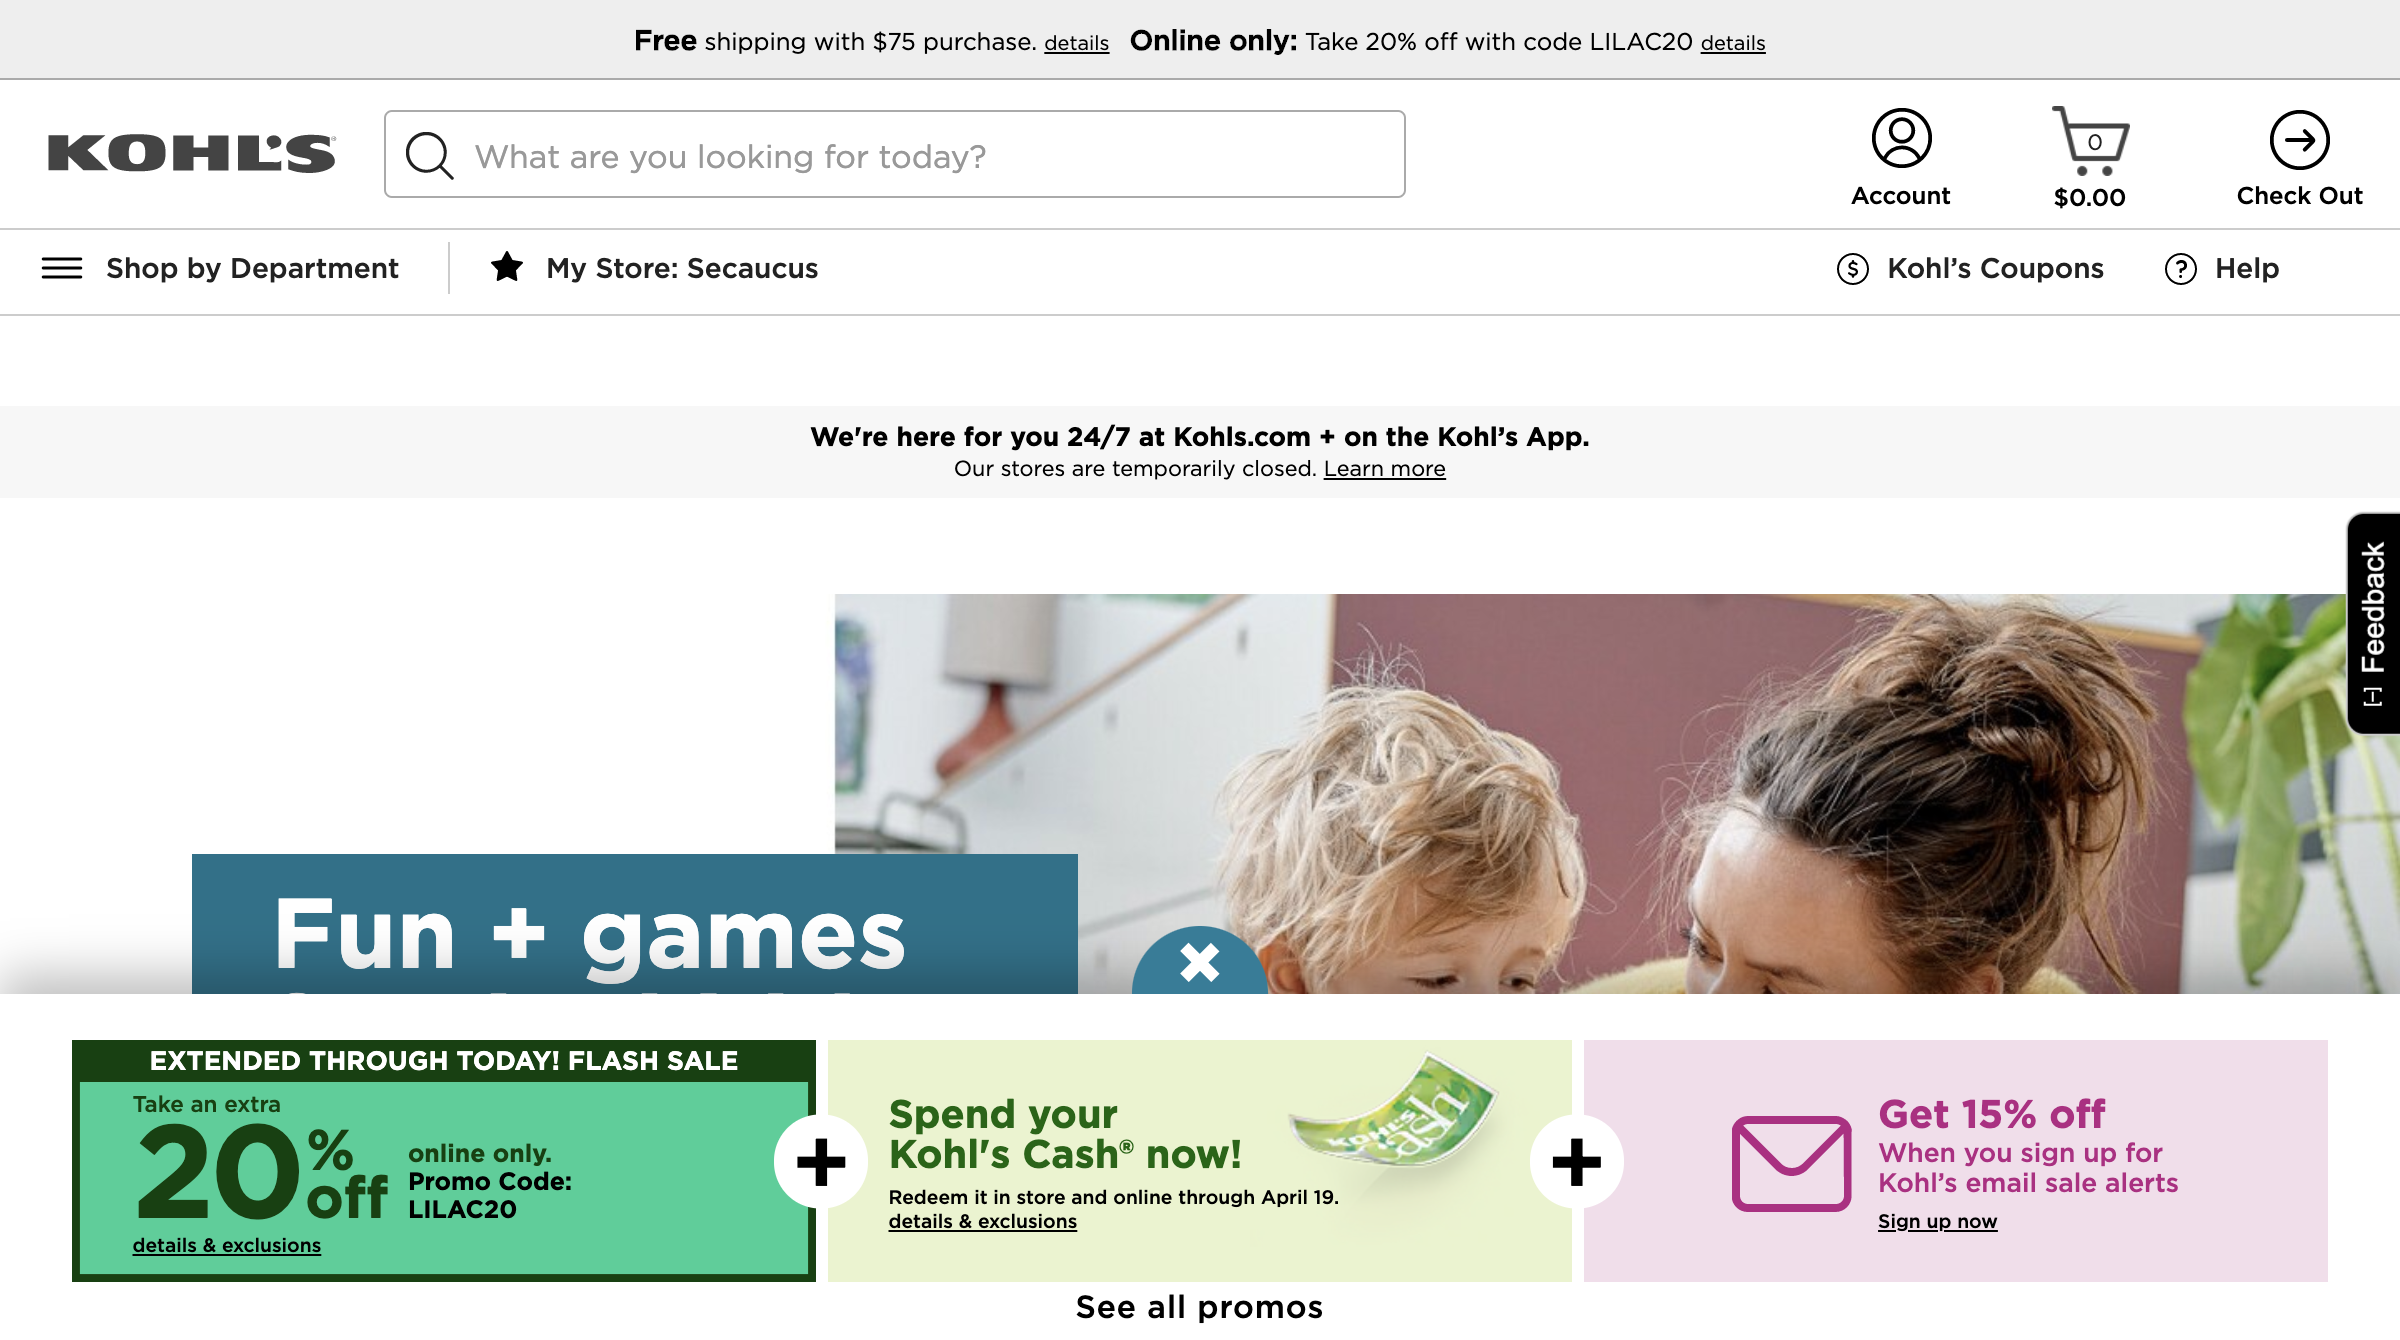 Free shipping with $75 purchase. details Online only: Take 20% off with code LILAC20 details
KOHL'S
What are you looking for today?
Account
0
$0.00
Check Out
Shop by Department
My Store: Secaucus
Kohl’s Coupons
Help
We're here for you 24/7 at Kohls.com + on the Kohl’s App.
Our stores are temporarily closed. Learn more
[-] Feedback
Fun + games
EXTENDED THROUGH TODAY! FLASH SALE
Take an extra
20% off
online only.
Promo Code:
LILAC20
details & exclusions
Spend your
Kohl's Cash® now!
Redeem it in store and online through April 19.
details & exclusions
Kohl's
Cash
Get 15% off
When you sign up for
Kohl’s email sale alerts
Sign up now
See all promos